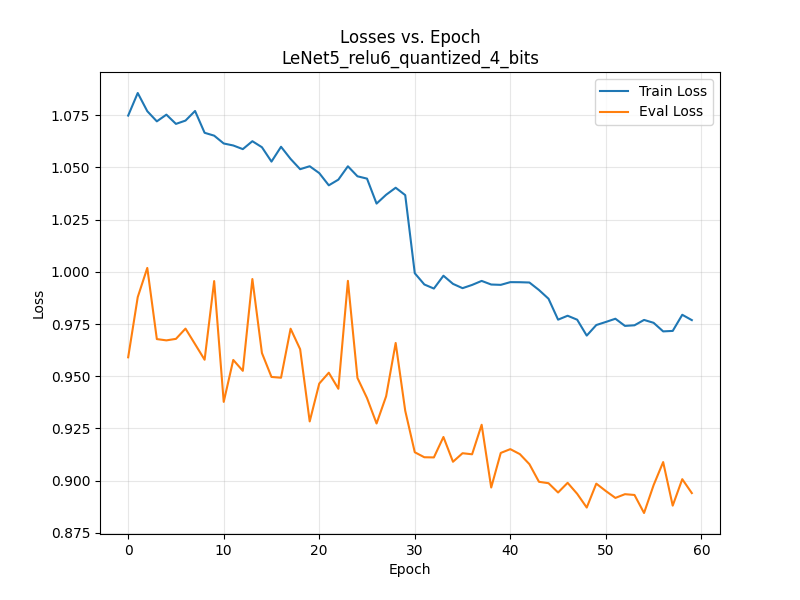 Losses vs. Epoch
LeNet5_relu6_quantized_4_bits
Train Loss
Eval Loss
1.075
1.050
1.025
1.000
0.975
0.950
0.925
0.900
0.875
Loss
0 10 20 30 40 50 60
Epoch